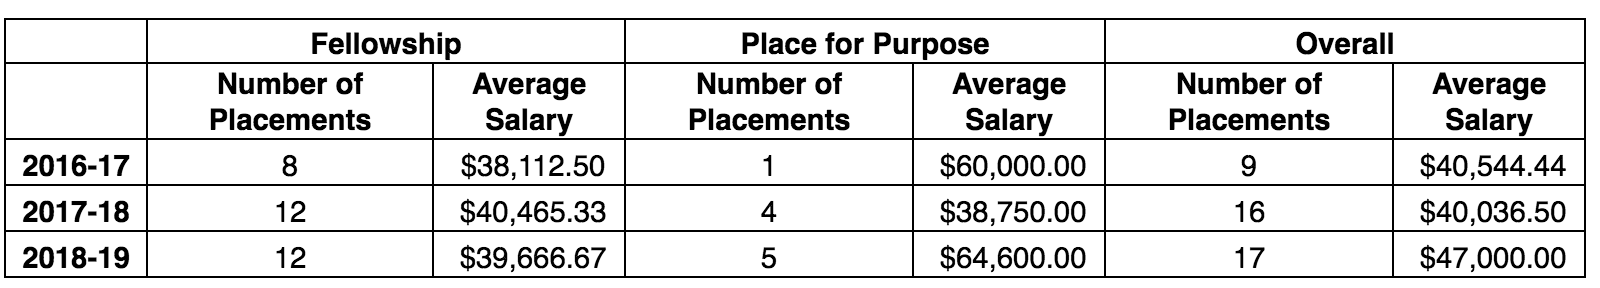 Fellowship Place for Purpose Overall
Number of Placements Average Salary Number of Placements Average Salary Number of Placements Average Salary
2016-17 8 $38,112.50 1 $60,000.00 9 $40,544.44
2017-18 12 $40,465.33 4 $38,750.00 16 $40,036.50
2018-19 12 $39,666.67 5 $64,600.00 17 $47,000.00